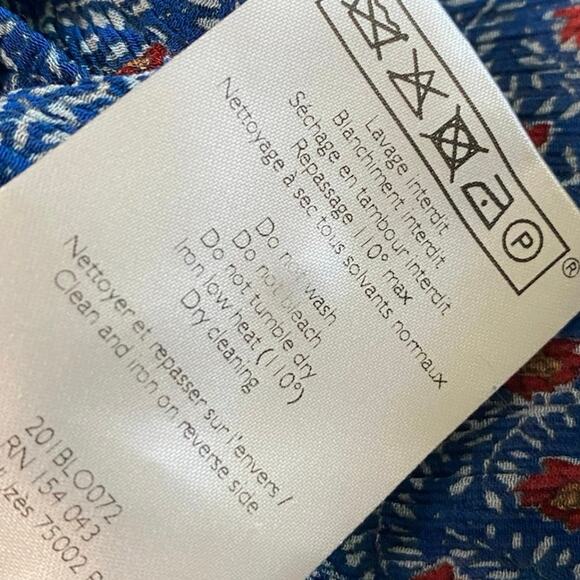 P
®
Lavage interdit
Blanchiment interdit
Séchage en tambour interdit
Repassage 110° max
Nettoyage à sec tous solvants normaux
Do not wash
Do not bleach
Do not tumble dry
Iron low heat (110°)
Dry cleaning
Nettoyer et repasser sur l'envers /
Clean and iron on reverse side
201BLO072
RN 154 043
75002